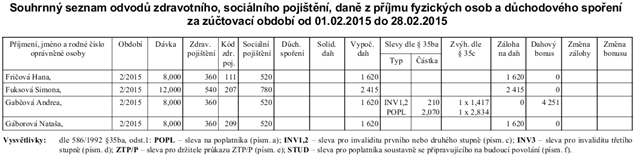 Souhrnný seznam odvodů zdravotního, sociálního pojištění, daně z příjmu fyzických osob a důchodového spoření
za zúčtovací období od 01.02.2015 do 28.02.2015
Příjmení, jméno a rodné číslo oprávněné osoby Období Dávka Zdrav. pojištění Kód zdr. poj. Sociální pojištění Důch. spoření Solid. daň Vypoč. daň Slevy dle § 35ba Typ Částka Zvýh. dle § 35c Záloha na daň Daňový bonus Změna zálohy Změna bonusu
Fričová Hana, 2/2015 8,000 360 111 520 1 620 1 620 0
Fuksová Simona, 2/2015 12,000 540 207 780 2 415 2 415 0
Gabčová Andrea, 2/2015 8,000 360 520 1 620 INV1,2 210 1 x 1,417 0 4 251
POPL 2,070 1 x 2,834
Gáborová Nataša, 2/2015 8,000 360 209 520 1 620 1 620 0
Vysvětlivky: dle 586/1992 §35ba, odst.1: POPL – sleva na poplatníka (písm. a); INV1,2 – sleva pro invaliditu prvního nebo druhého stupně (písm. c); INV3 – sleva pro invaliditu třetího
stupně (písm. d); ZTP/P – sleva pro držitele průkazu ZTP/P (písm. e); STUD – sleva pro poplatníka soustavně se připravujícího na budoucí povolání (písm. f).